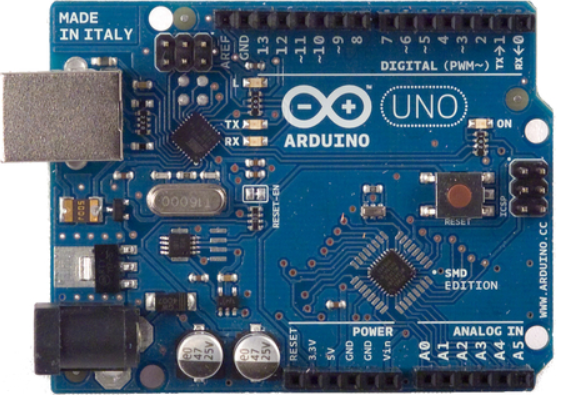 MADE
IN ITALY
AREF
GND
13
12
~11
~10
~9
8
7
~6
~5
4
~3
2
TX→1
RX←0
DIGITAL (PWM~)
L
TX
RX
ARDUINO
UNO
™
ON
RESET-EN
T16000
RESET
ICSP
SMD
EDITION
WWW.ARDUINO.CC
POWER
ANALOG IN
RESET
3.3V
5V
GND
GND
Vin
A0
A1
A2
A3
A4
A5
47
25V
47
25V